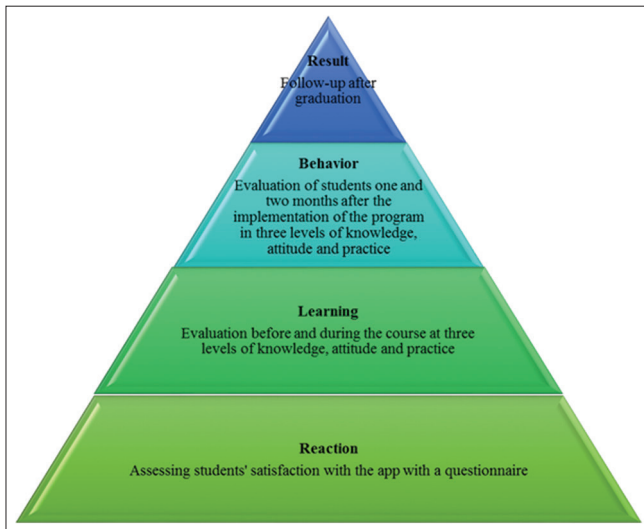 Result
Follow-up after
graduation
Behavior
Evaluation of students one and
two months after the
implementation of the program
in three levels of knowledge,
attitude and practice
Learning
Evaluation before and during the course at three
levels of knowledge, attitude and practice
Reaction
Assessing students' satisfaction with the app with a questionnaire